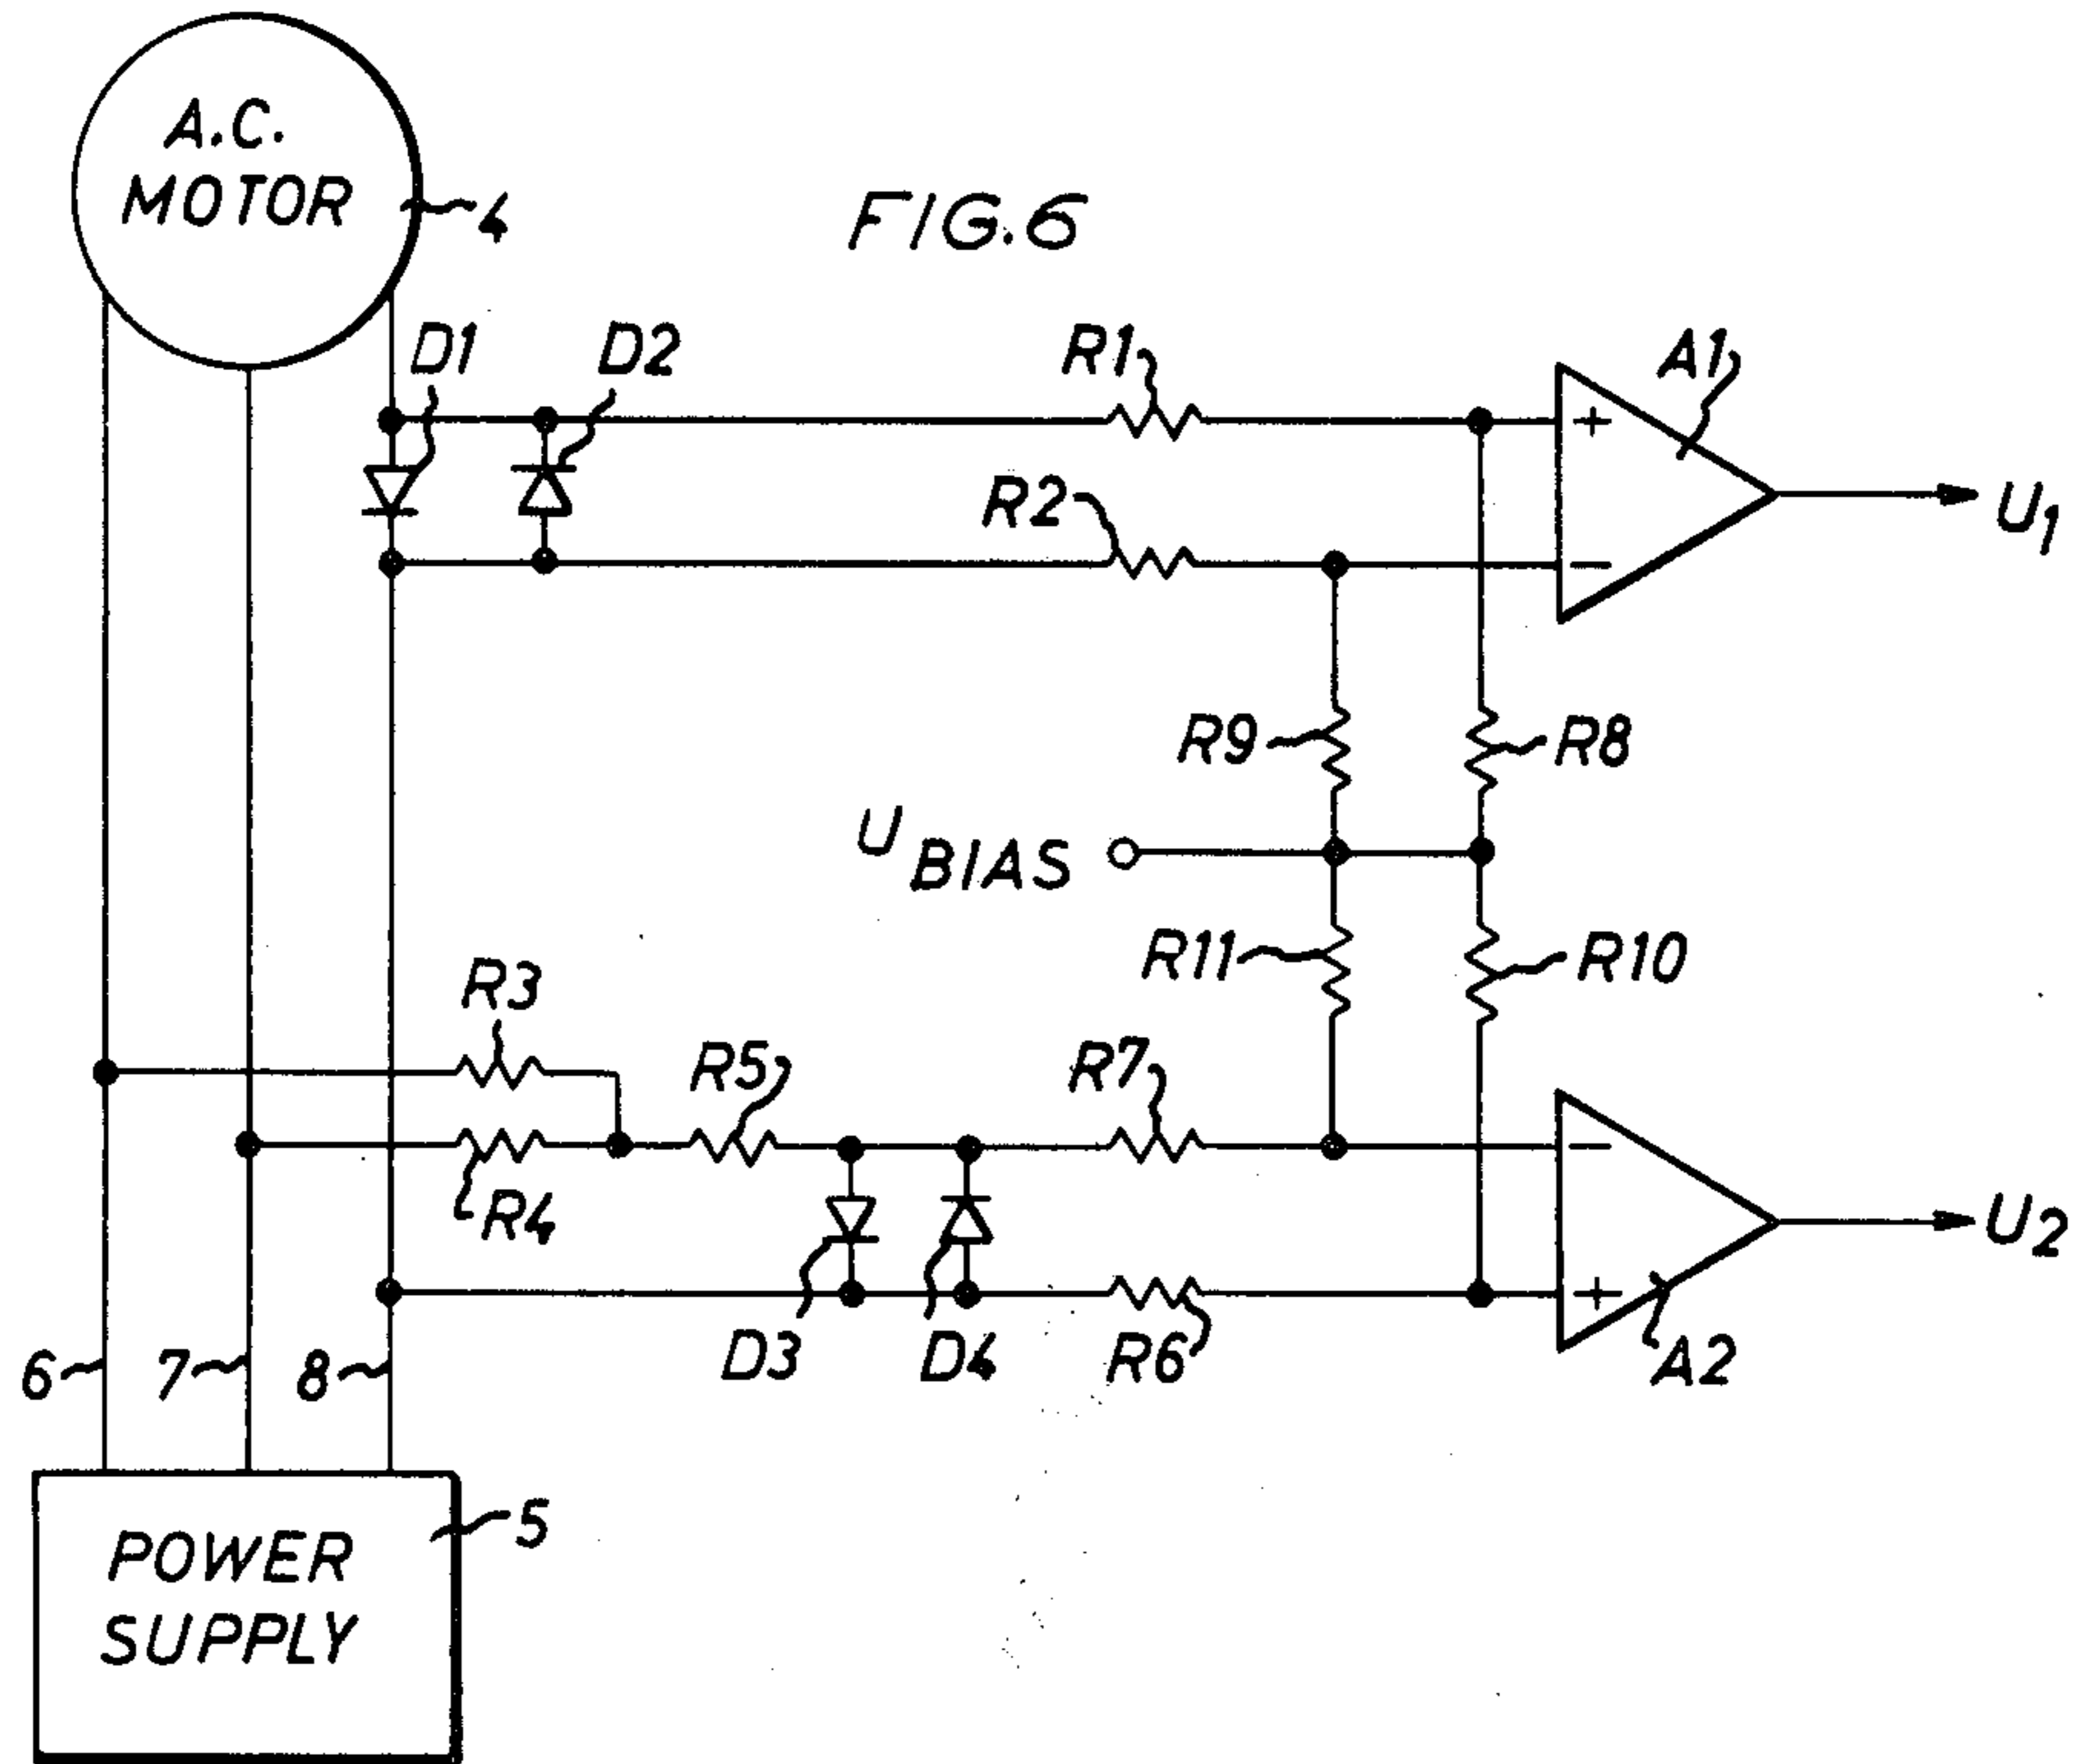 A.C.
MOTOR
4
FIG.6
D1
D2
R1
A1
+
R2
U1
−
R9
R8
UBIAS
R11
R10
R3
R5
R7
−
R4
U2
+
D3
D4
R6
A2
6
7
8
5
POWER
SUPPLY